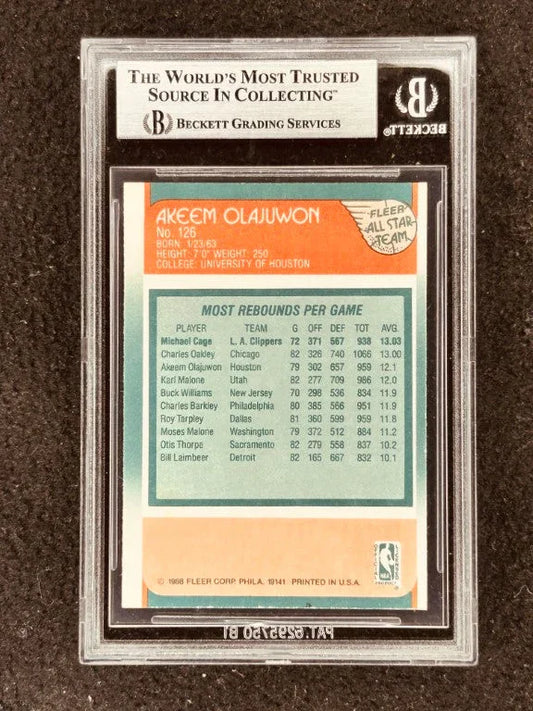 THE WORLD'S MOST TRUSTED
SOURCE IN COLLECTING™
BECKETT GRADING SERVICES
BECKETT
AKEEM OLAJUWON
No. 126
BORN: 1/23/63
HEIGHT: 7'0" WEIGHT: 250
COLLEGE: UNIVERSITY OF HOUSTON
FLEER
ALL STAR
TEAM
MOST REBOUNDS PER GAME
PLAYER TEAM G OFF DEF TOT AVG.
Michael Cage L. A. Clippers 72 371 567 938 13.03
Charles Oakley Chicago 82 326 740 1066 13.00
Akeem Olajuwon Houston 79 302 657 959 12.1
Karl Malone Utah 82 277 709 986 12.0
Buck Williams New Jersey 70 298 536 834 11.9
Charles Barkley Philadelphia 80 385 566 951 11.9
Roy Tarpley Dallas 81 360 599 959 11.8
Moses Malone Washington 79 372 512 884 11.2
Otis Thorpe Sacramento 82 279 558 837 10.2
Bill Laimbeer Detroit 82 165 667 832 10.1
© 1988 FLEER CORP. PHILA. 19141 PRINTED IN U.S.A.
NBA
PAT. 6295750 B1